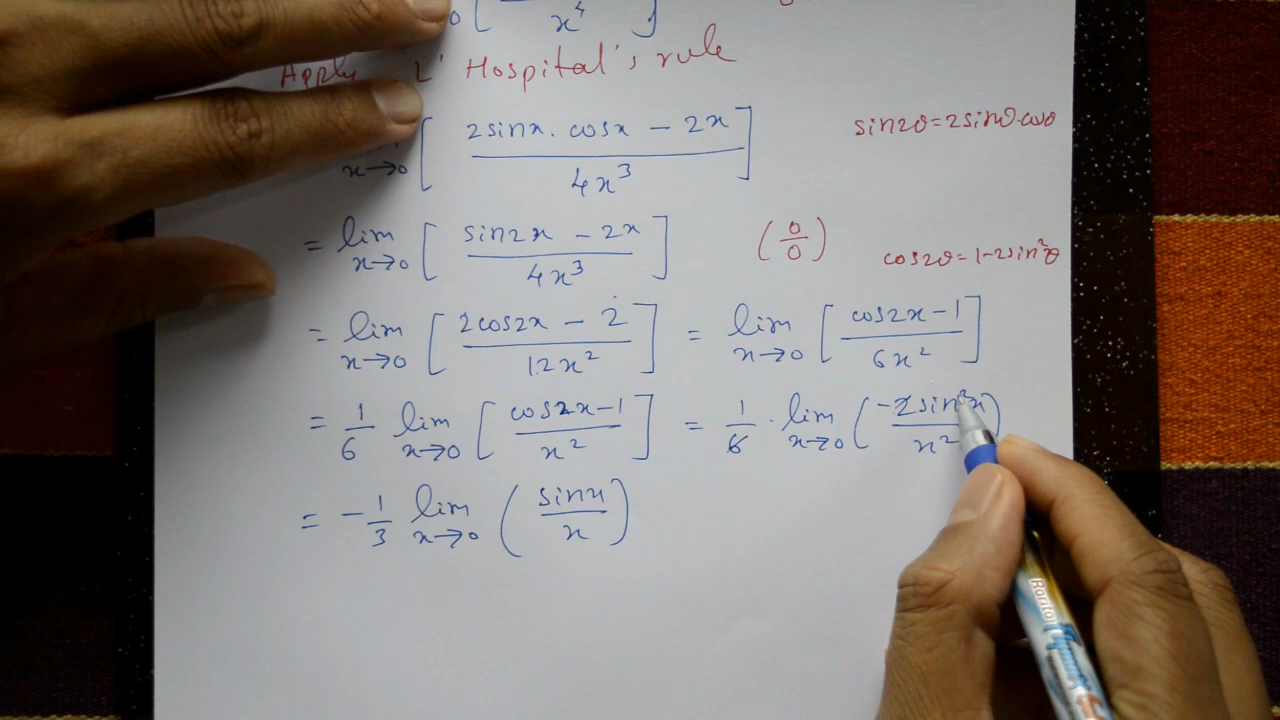 x⁴
Apply L' Hospital's rule
x→0 [ (2sinx. cosx − 2x) / 4x³ ] sin2θ=2sinθ·cosθ
= lim x→0 [ (sin2x − 2x) / 4x³ ] (0/0) cos2θ=1-2sin²θ
= lim x→0 [ (2cos2x − 2) / 12x² ] = lim x→0 [ (cos2x−1) / 6x² ]
= 1/6 lim x→0 [ (cos2x−1) / x² ] = 1/6 · lim x→0 ( −2sin²x / x² )
= −1/3 lim x→0 ( sinx / x )
Rorito